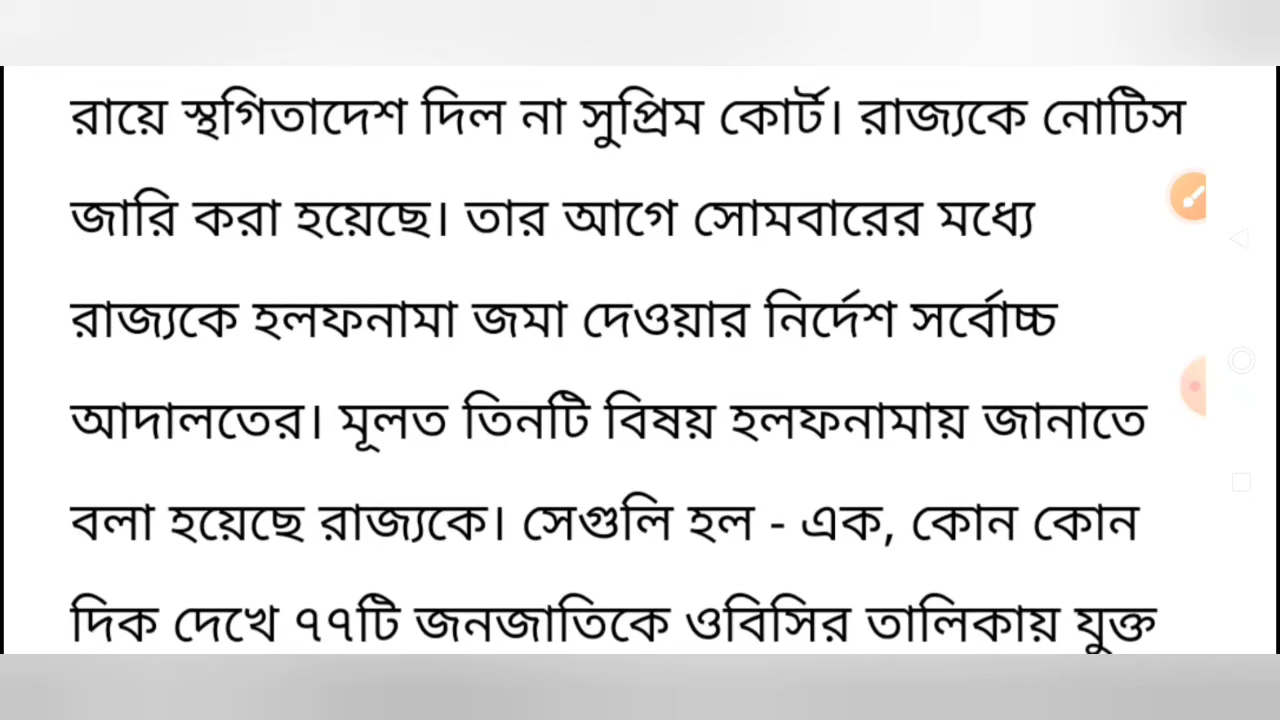 রায়ে স্থগিতাদেশ দিল না সুপ্রিম কোর্ট। রাজ্যকে নোটিস
জারি করা হয়েছে। তার আগে সোমবারের মধ্যে
রাজ্যকে হলফনামা জমা দেওয়ার নির্দেশ সর্বোচ্চ
আদালতের। মূলত তিনটি বিষয় হলফনামায় জানাতে
বলা হয়েছে রাজ্যকে। সেগুলি হল - এক, কোন কোন
দিক দেখে ৭৭টি জনজাতিকে ওবিসির তালিকায় যুক্ত